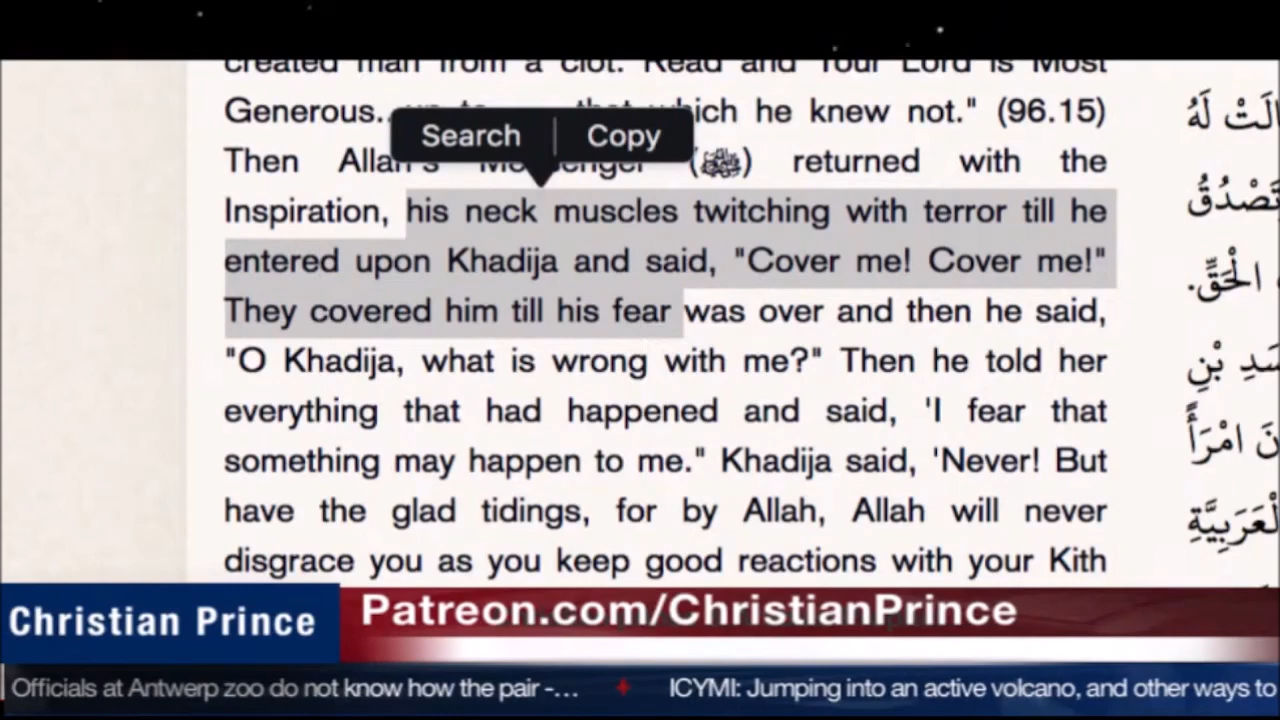 created man from a clot. Read and Your Lord is Most
Generous.. up to that which he knew not." (96.15)
Search Copy
Then Allah's Messenger (ﷺ) returned with the
Inspiration, his neck muscles twitching with terror till he
entered upon Khadija and said, "Cover me! Cover me!"
They covered him till his fear was over and then he said,
"O Khadija, what is wrong with me?" Then he told her
everything that had happened and said, 'I fear that
something may happen to me." Khadija said, 'Never! But
have the glad tidings, for by Allah, Allah will never
disgrace you as you keep good reactions with your Kith
الَتْ لَهُ
تَصْدُقُ
الْحَقِّ.
سَدِ بْنِ
نَ امْرَأً
لْعَرَبِيَّةِ
Christian Prince
Patreon.com/ChristianPrince
Officials at Antwerp zoo do not know how the pair -... ICYMI: Jumping into an active volcano, and other ways to